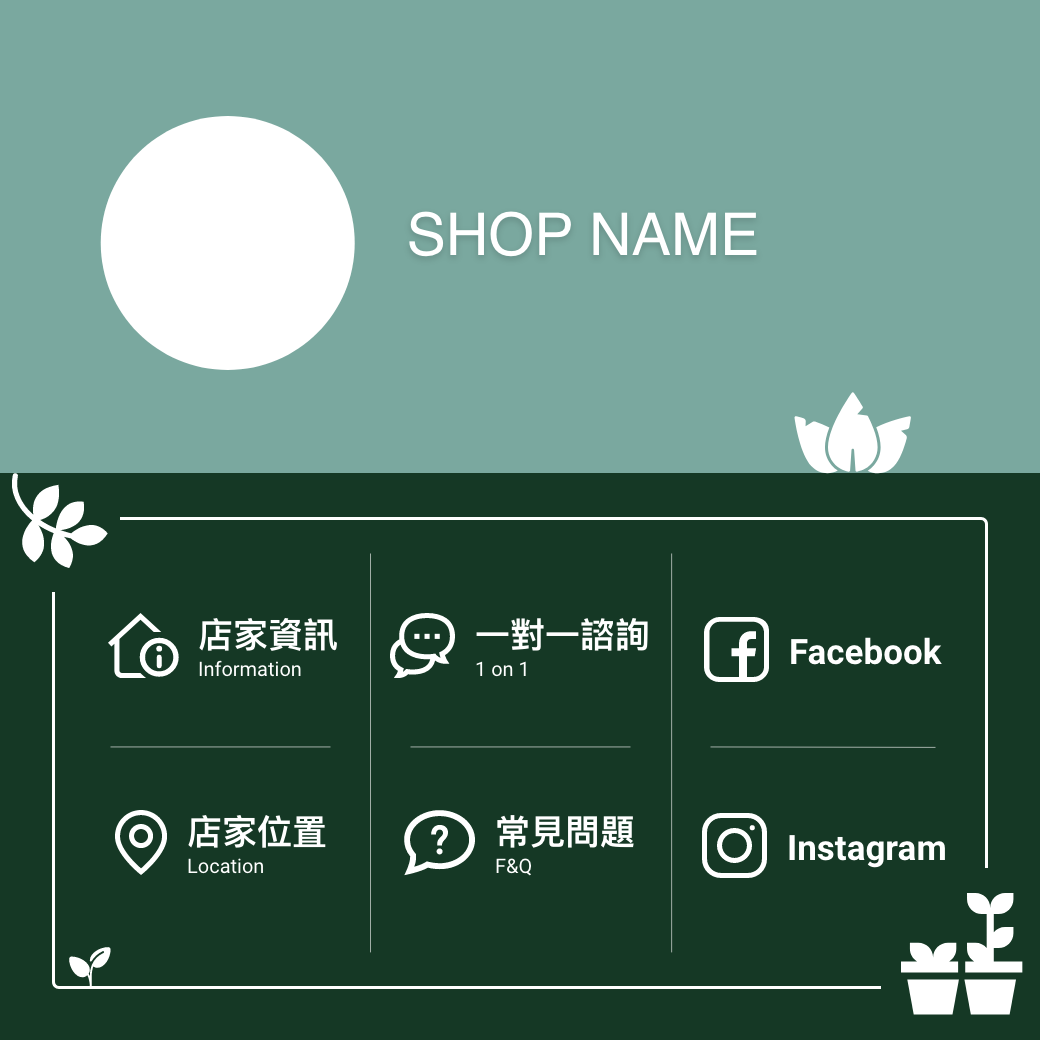 SHOP NAME
店家資訊
Information
一對一諮詢
1 on 1
Facebook
店家位置
Location
常見問題
F&Q
Instagram